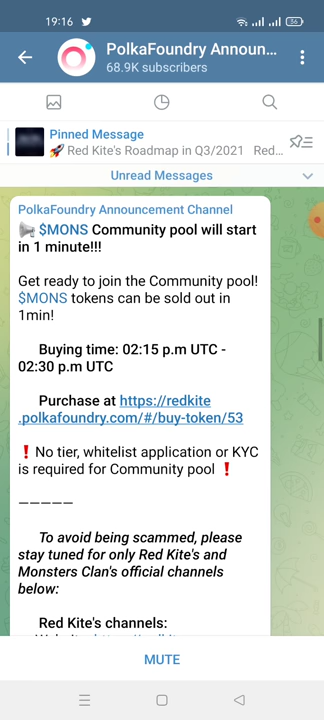 19:16
56
PolkaFoundry Announ...
68.9K subscribers
Pinned Message
🚀 Red Kite's Roadmap in Q3/2021 Red...
Unread Messages
PolkaFoundry Announcement Channel
📢 $MONS Community pool will start
in 1 minute!!!
Get ready to join the Community pool!
$MONS tokens can be sold out in
1min!
Buying time: 02:15 p.m UTC -
02:30 p.m UTC
Purchase at https://redkite
.polkafoundry.com/#/buy-token/53
❗ No tier, whitelist application or KYC
is required for Community pool ❗
—————
To avoid being scammed, please
stay tuned for only Red Kite's and
Monsters Clan's official channels
below:
Red Kite's channels:
MUTE